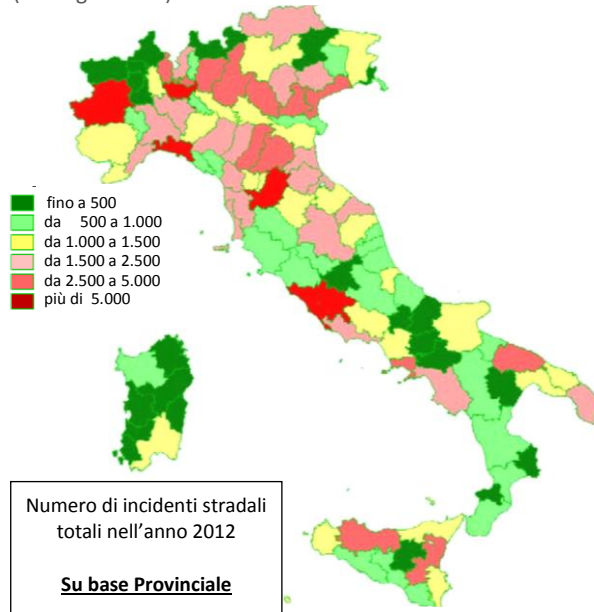 fino a 500
da 500 a 1.000
da 1.000 a 1.500
da 1.500 a 2.500
da 2.500 a 5.000
più di 5.000
Numero di incidenti stradali
totali nell'anno 2012
Su base Provinciale